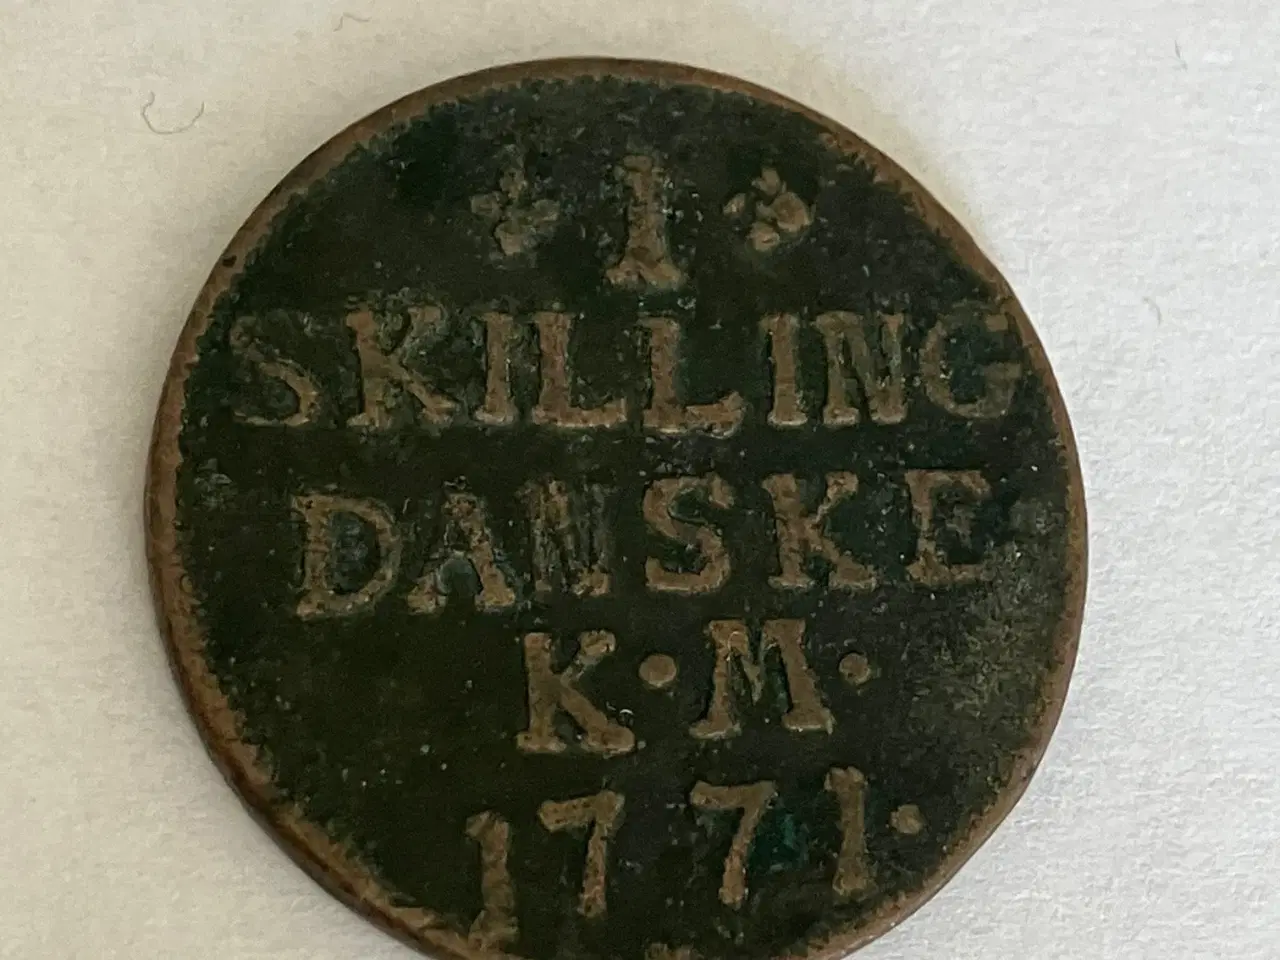 1
SKILLING
DANSKE
K·M·
1771·